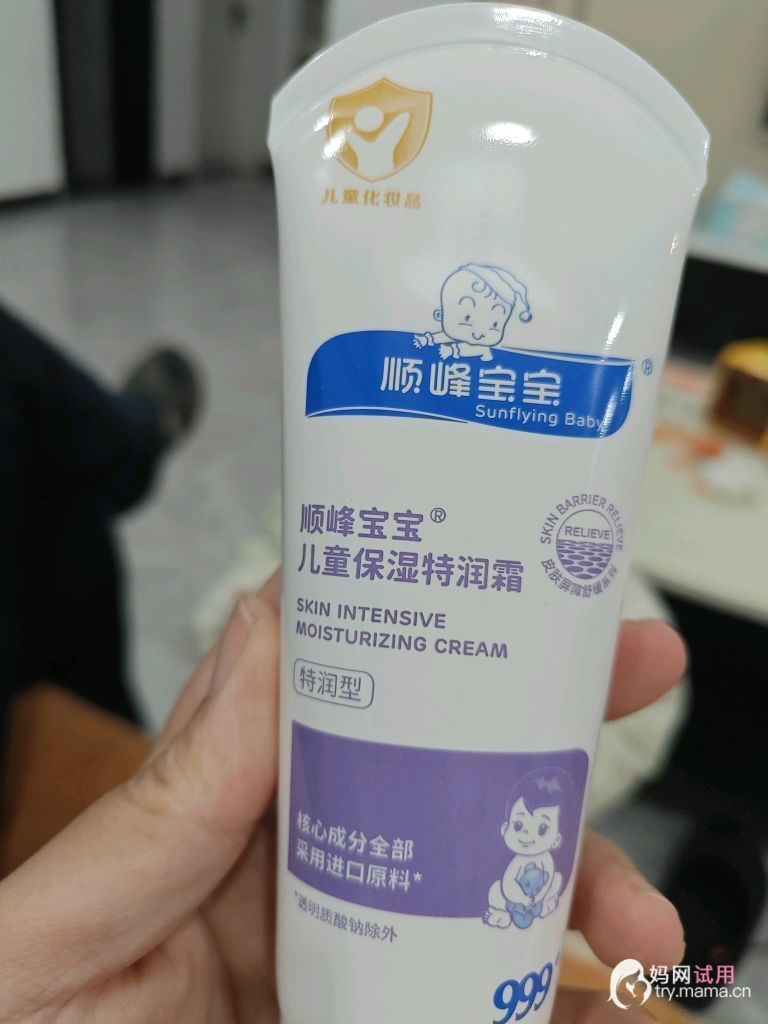 儿童化妆品
顺峰宝宝®
Sunflying Baby
顺峰宝宝®
儿童保湿特润霜
SKIN INTENSIVE
MOISTURIZING CREAM
SKIN BARRIER RELIEVE
RELIEVE
皮肤屏障舒缓系列
特润型
核心成分全部
采用进口原料*
*透明质酸钠除外
999
妈网试用
try.mama.cn